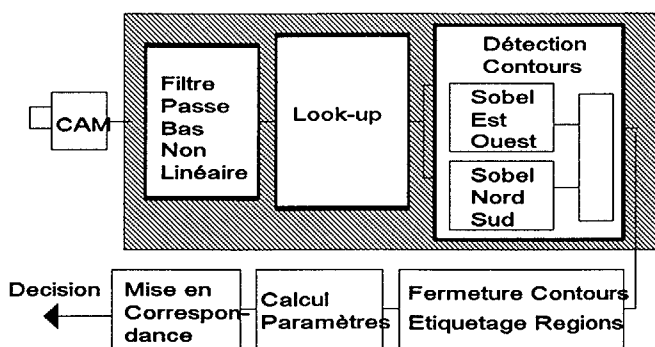 CAM
Filtre
Passe
Bas
Non
Linéaire
Look-up
Détection
Contours
Sobel
Est
Ouest
Sobel
Nord
Sud
Decision
Mise en
Correspon-
dance
Calcul
Paramètres
Fermeture Contours
Etiquetage Regions